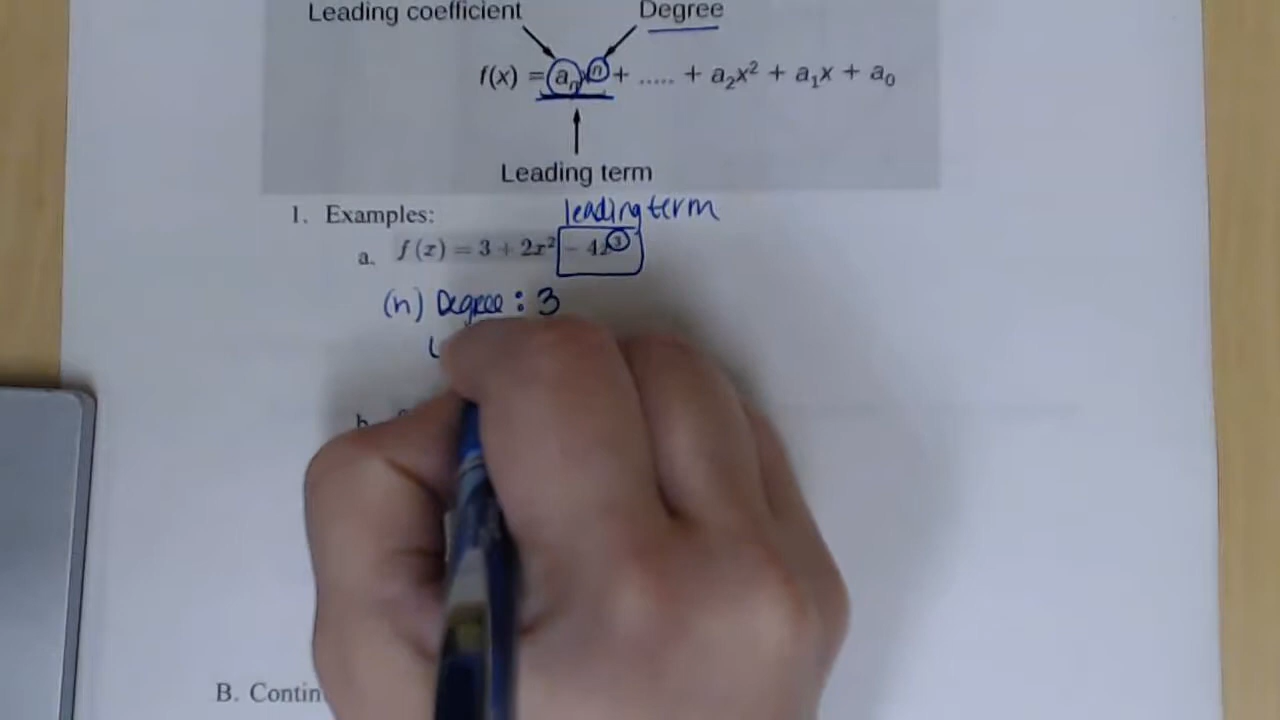 Leading coefficient Degree
f(x) = aₙxⁿ + ..... + a₂x² + a₁x + a₀
Leading term
1. Examples: leading term
a. f(x) = 3 + 2x² - 4x³
(n) Degree : 3
b.
B. Contin